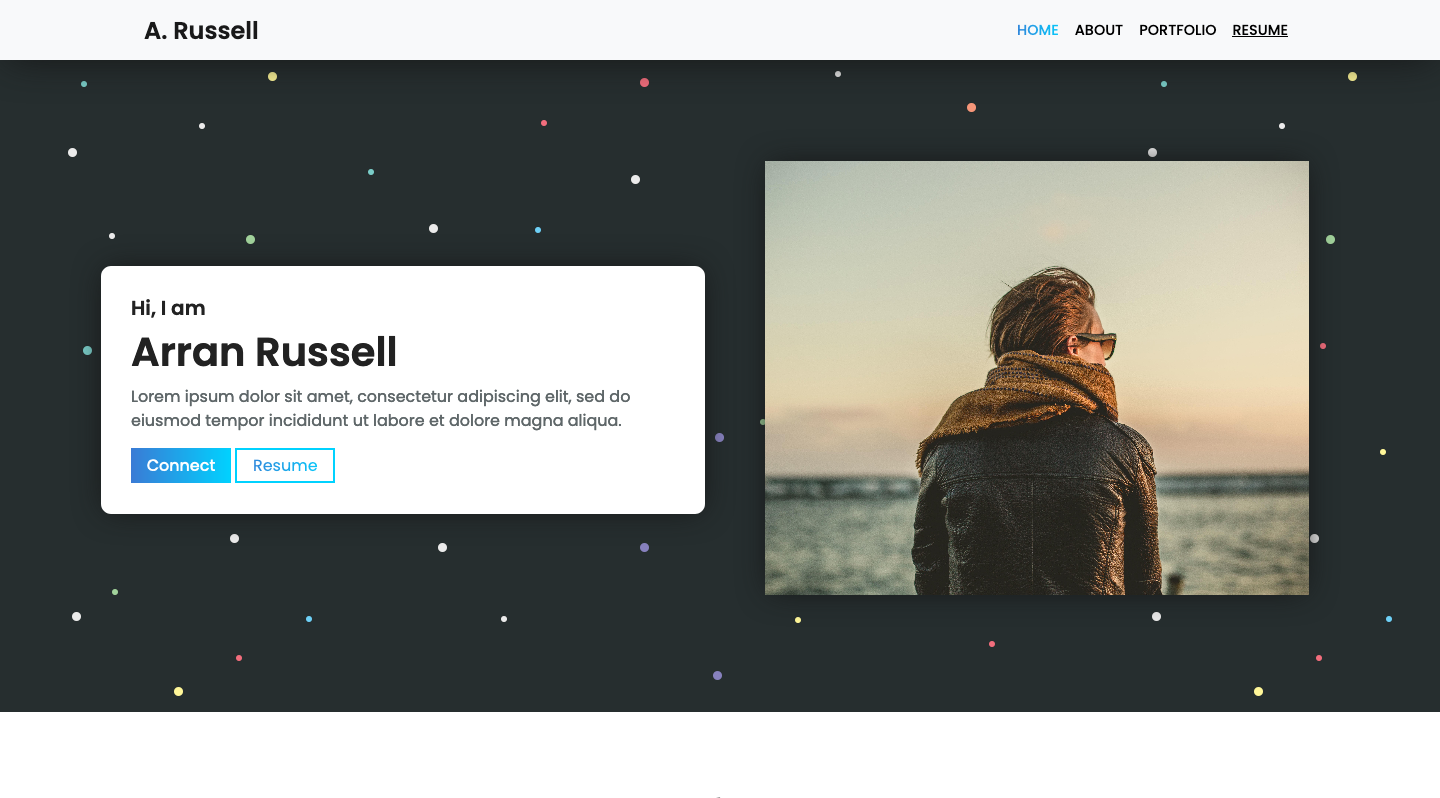 A. Russell
HOME ABOUT PORTFOLIO RESUME
Hi, I am
Arran Russell
Lorem ipsum dolor sit amet, consectetur adipiscing elit, sed do
eiusmod tempor incididunt ut labore et dolore magna aliqua.
Connect Resume